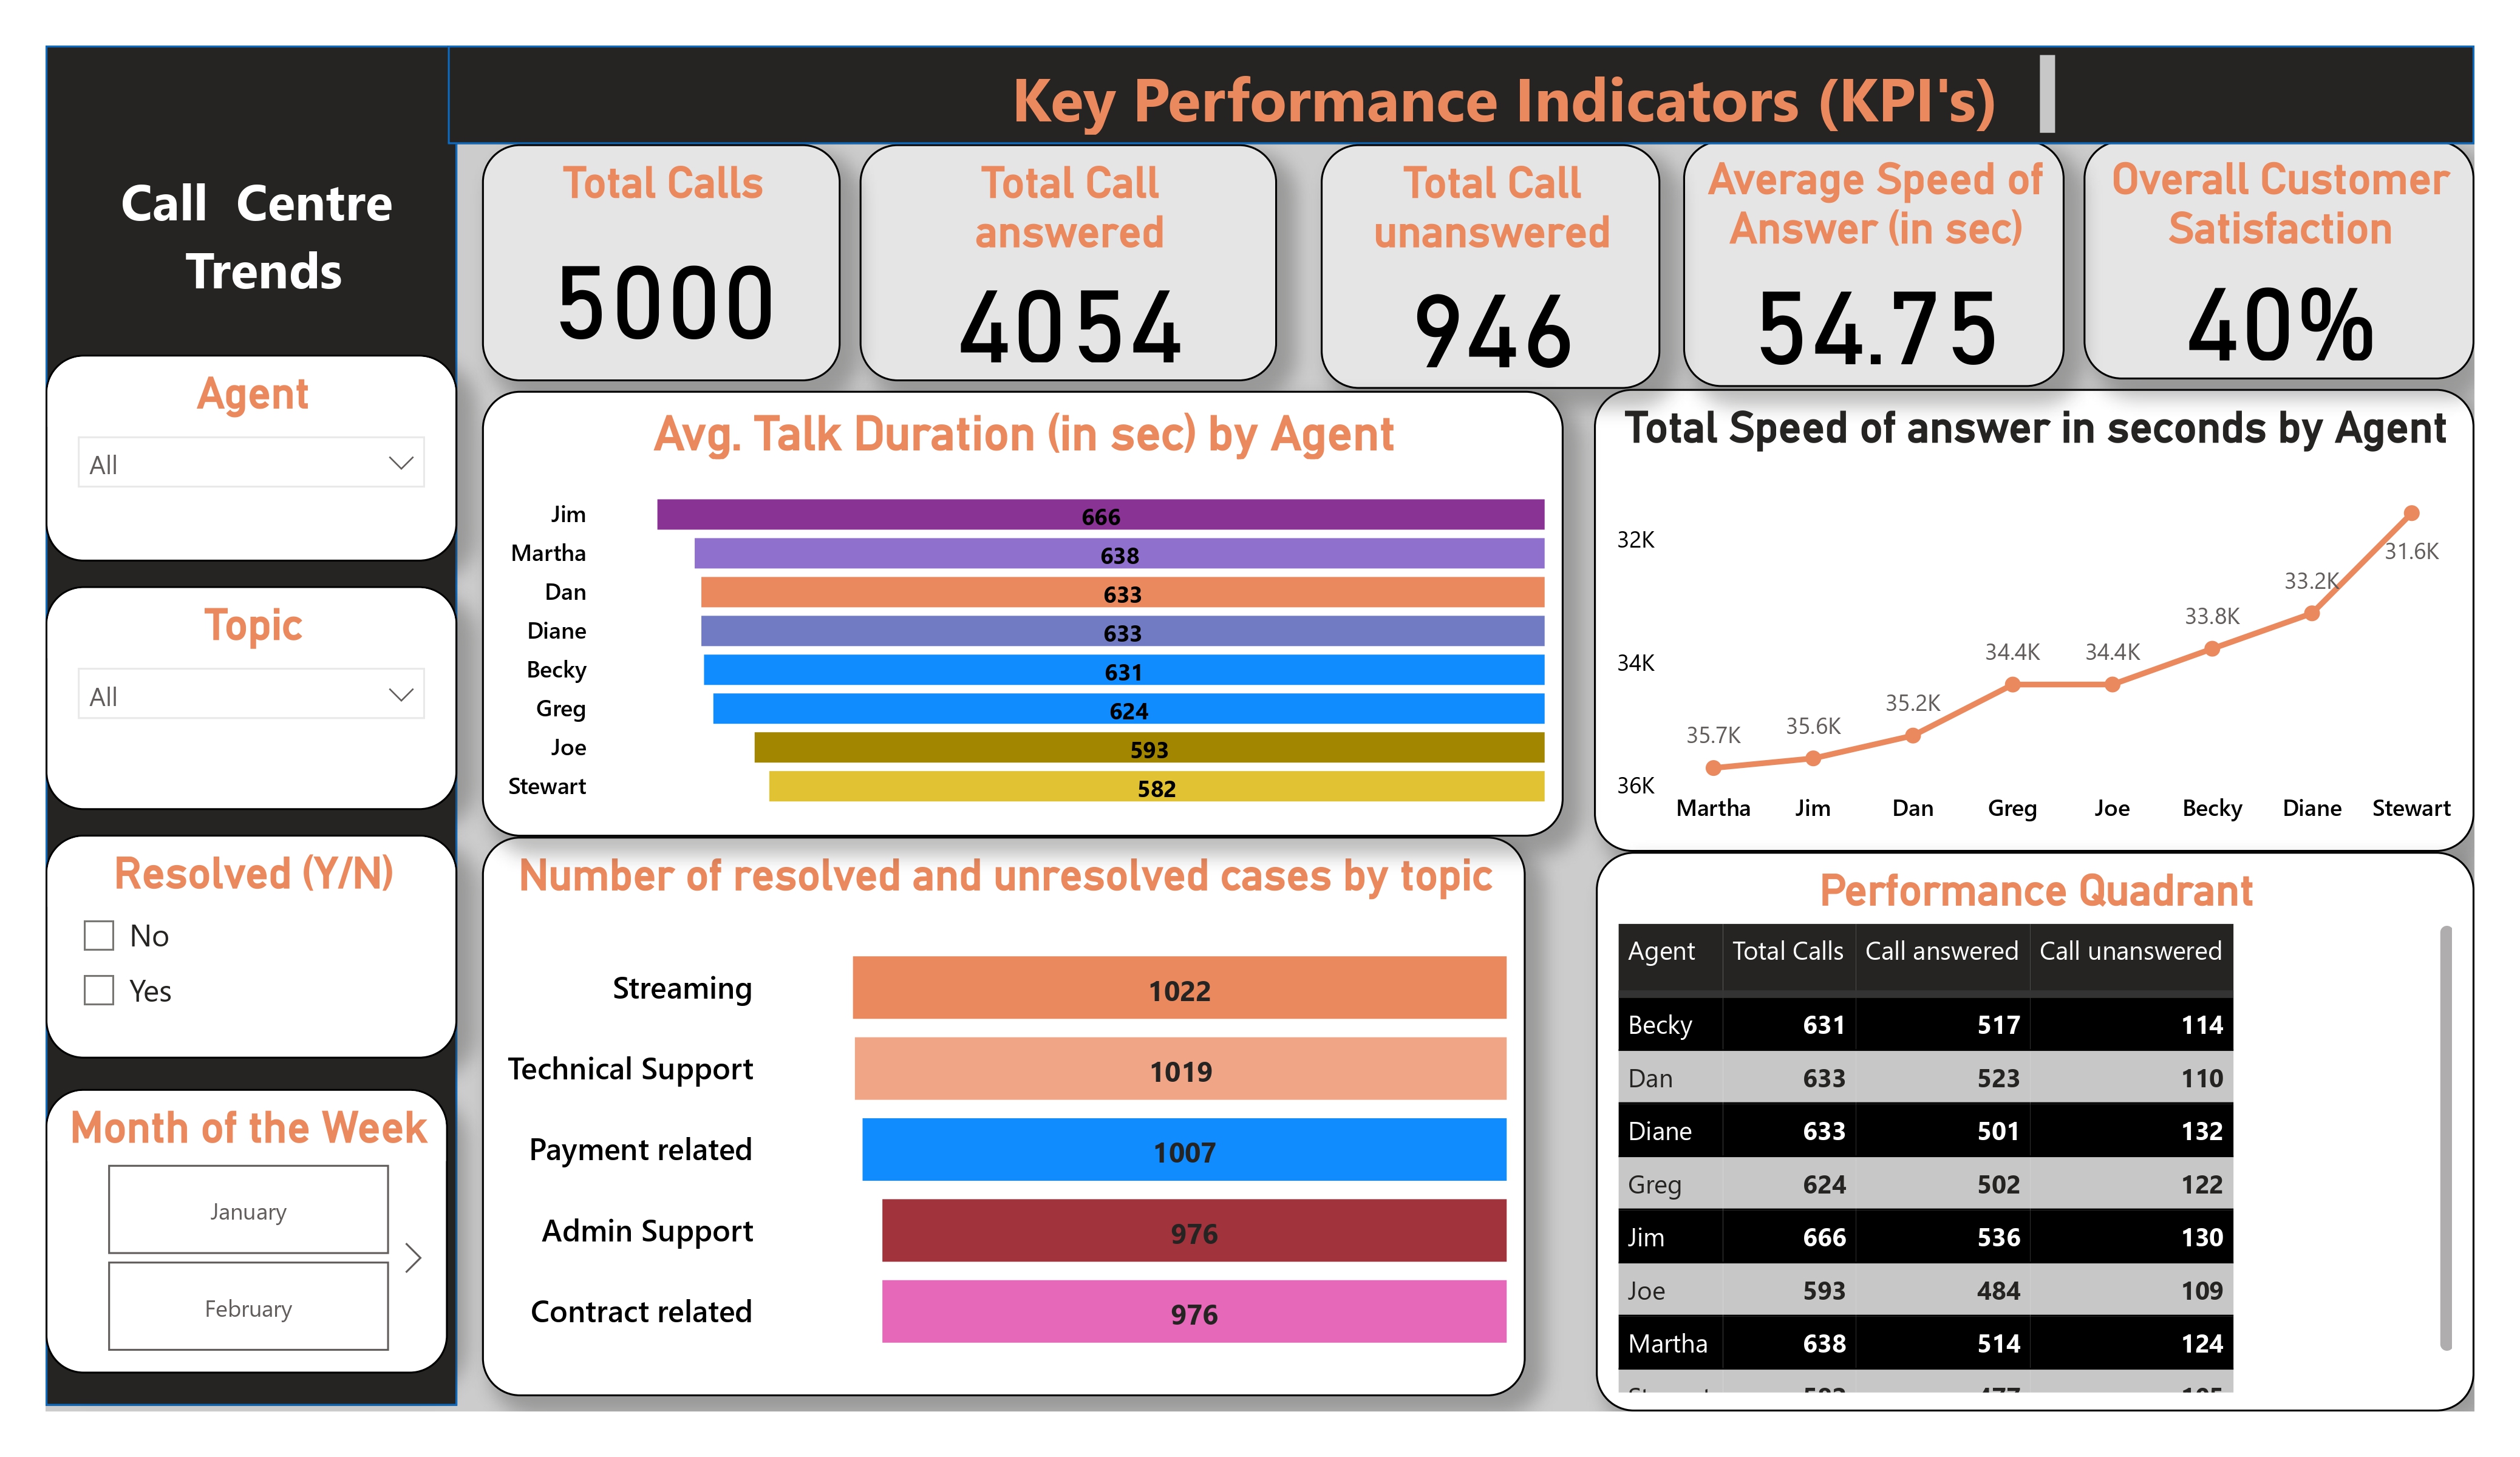 Key Performance Indicators (KPI's)
Call Centre
Trends
Agent
All
Topic
All
Resolved (Y/N)
No
Yes
Month of the Week
January
February
Total Calls
5000
Total Call
answered
4054
Total Call
unanswered
946
Average Speed of
Answer (in sec)
54.75
Overall Customer
Satisfaction
40%
Avg. Talk Duration (in sec) by Agent
Jim 666
Martha 638
Dan 633
Diane 633
Becky 631
Greg 624
Joe 593
Stewart 582
Total Speed of answer in seconds by Agent
32K
34K
36K
35.7K 35.6K 35.2K 34.4K 34.4K 33.8K 33.2K 31.6K
Martha Jim Dan Greg Joe Becky Diane Stewart
Number of resolved and unresolved cases by topic
Streaming 1022
Technical Support 1019
Payment related 1007
Admin Support 976
Contract related 976
Performance Quadrant
Agent Total Calls Call answered Call unanswered
Becky 631 517 114
Dan 633 523 110
Diane 633 501 132
Greg 624 502 122
Jim 666 536 130
Joe 593 484 109
Martha 638 514 124